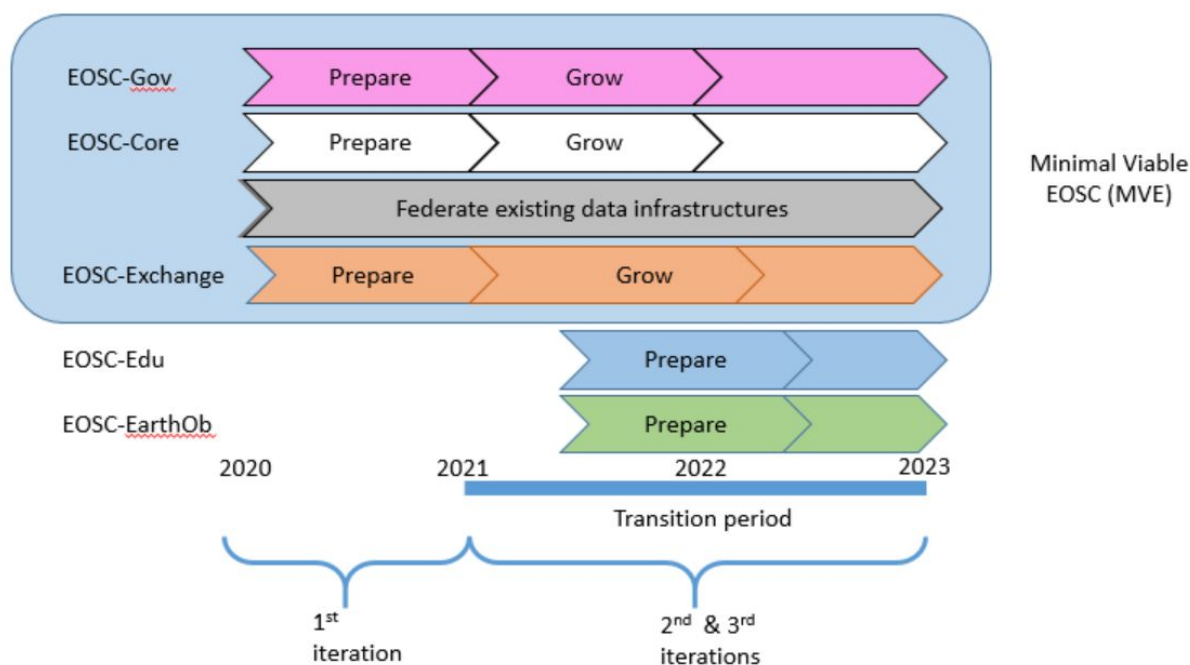 EOSC-Gov Prepare Grow
EOSC-Core Prepare Grow
Minimal Viable
EOSC (MVE)
Federate existing data infrastructures
EOSC-Exchange Prepare Grow
EOSC-Edu Prepare
EOSC-EarthOb Prepare
2020 2021 2022 2023
Transition period
1st
iteration
2nd & 3rd
iterations